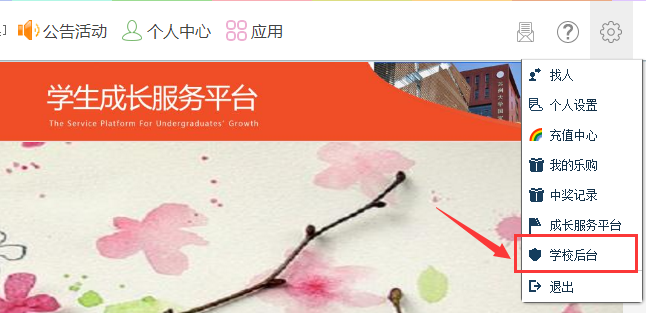 公告活动 个人中心 应用
学生成长服务平台
The Service Platform For Undergraduates' Growth
找人
个人设置
充值中心
我的乐购
中奖记录
成长服务平台
学校后台
退出